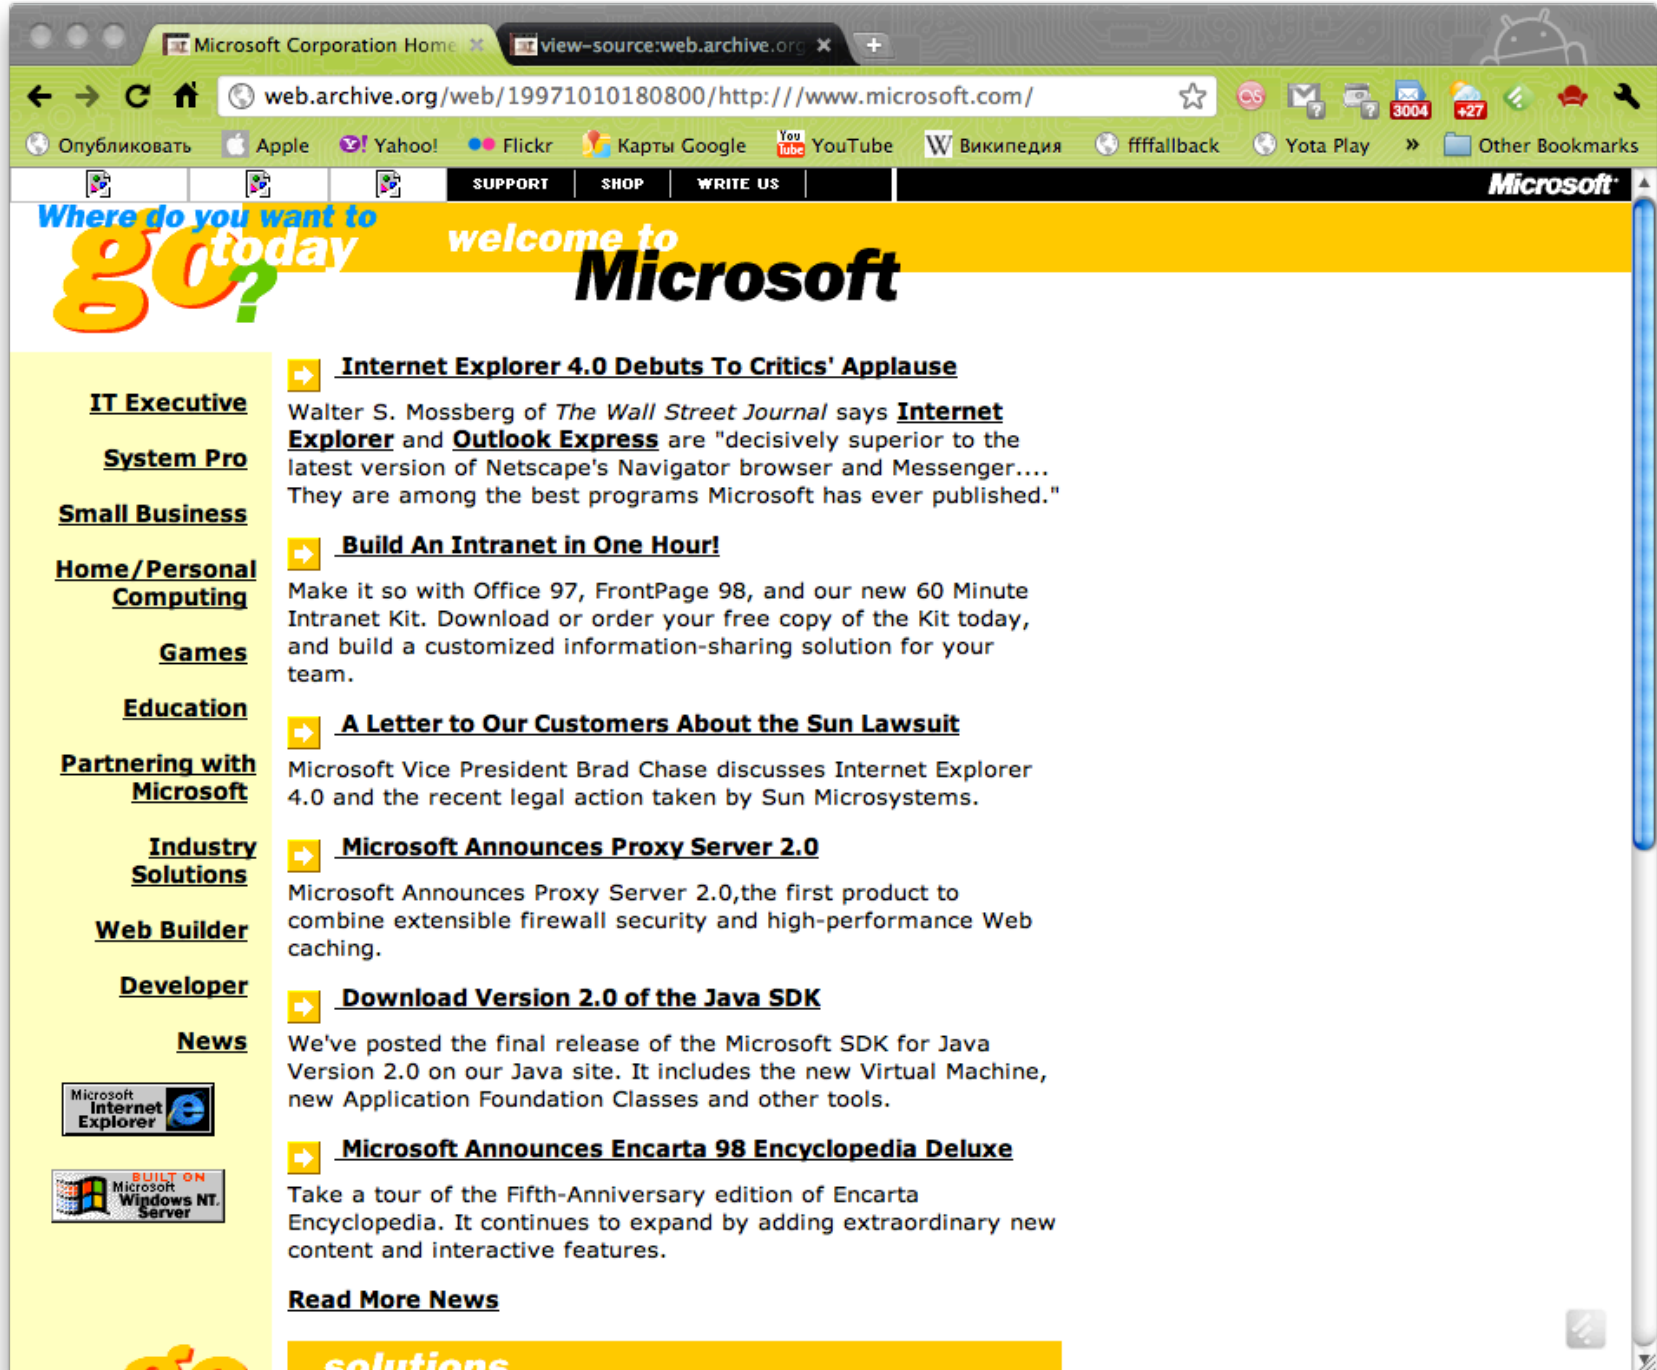 Microsoft Corporation Home
view-source:web.archive.org
web.archive.org/web/19971010180800/http:///www.microsoft.com/
3004
+27
Опубликовать Apple Yahoo! Flickr Карты Google YouTube Википедия ffffallback Yota Play » Other Bookmarks
SUPPORT SHOP WRITE US Microsoft
Where do you want to
go today?
welcome to
Microsoft
IT Executive
System Pro
Small Business
Home/Personal
Computing
Games
Education
Partnering with
Microsoft
Industry
Solutions
Web Builder
Developer
News
Microsoft
Internet
Explorer
BUILT ON
Microsoft
Windows NT.
Server
Internet Explorer 4.0 Debuts To Critics' Applause
Walter S. Mossberg of The Wall Street Journal says Internet
Explorer and Outlook Express are "decisively superior to the
latest version of Netscape's Navigator browser and Messenger....
They are among the best programs Microsoft has ever published."
Build An Intranet in One Hour!
Make it so with Office 97, FrontPage 98, and our new 60 Minute
Intranet Kit. Download or order your free copy of the Kit today,
and build a customized information-sharing solution for your
team.
A Letter to Our Customers About the Sun Lawsuit
Microsoft Vice President Brad Chase discusses Internet Explorer
4.0 and the recent legal action taken by Sun Microsystems.
Microsoft Announces Proxy Server 2.0
Microsoft Announces Proxy Server 2.0,the first product to
combine extensible firewall security and high-performance Web
caching.
Download Version 2.0 of the Java SDK
We've posted the final release of the Microsoft SDK for Java
Version 2.0 on our Java site. It includes the new Virtual Machine,
new Application Foundation Classes and other tools.
Microsoft Announces Encarta 98 Encyclopedia Deluxe
Take a tour of the Fifth-Anniversary edition of Encarta
Encyclopedia. It continues to expand by adding extraordinary new
content and interactive features.
Read More News
go
solutions